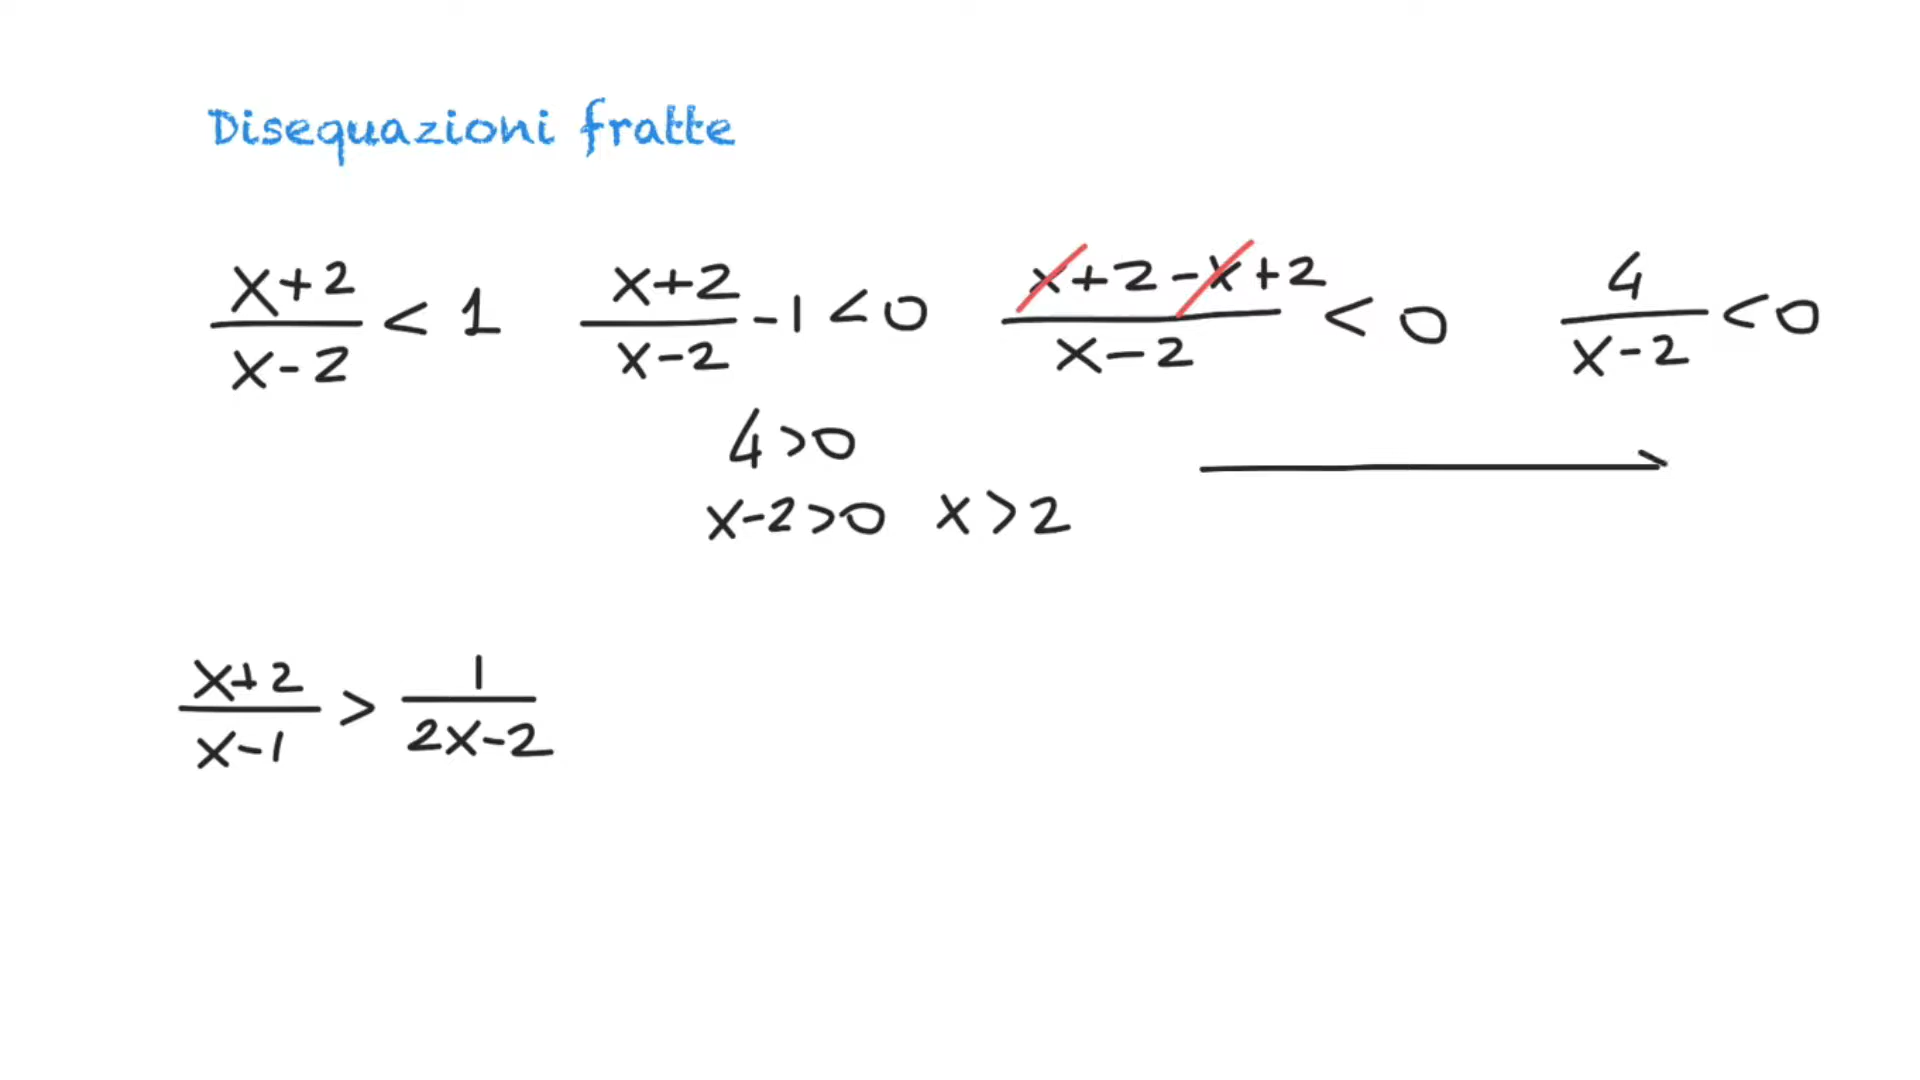 Disequazioni fratte
x+2/x-2 < 1   x+2/x-2 -1 < 0   x+2-x+2/x-2 < 0   4/x-2 < 0
4>0
x-2>0 x>2
x+2/x-1 > 1/2x-2